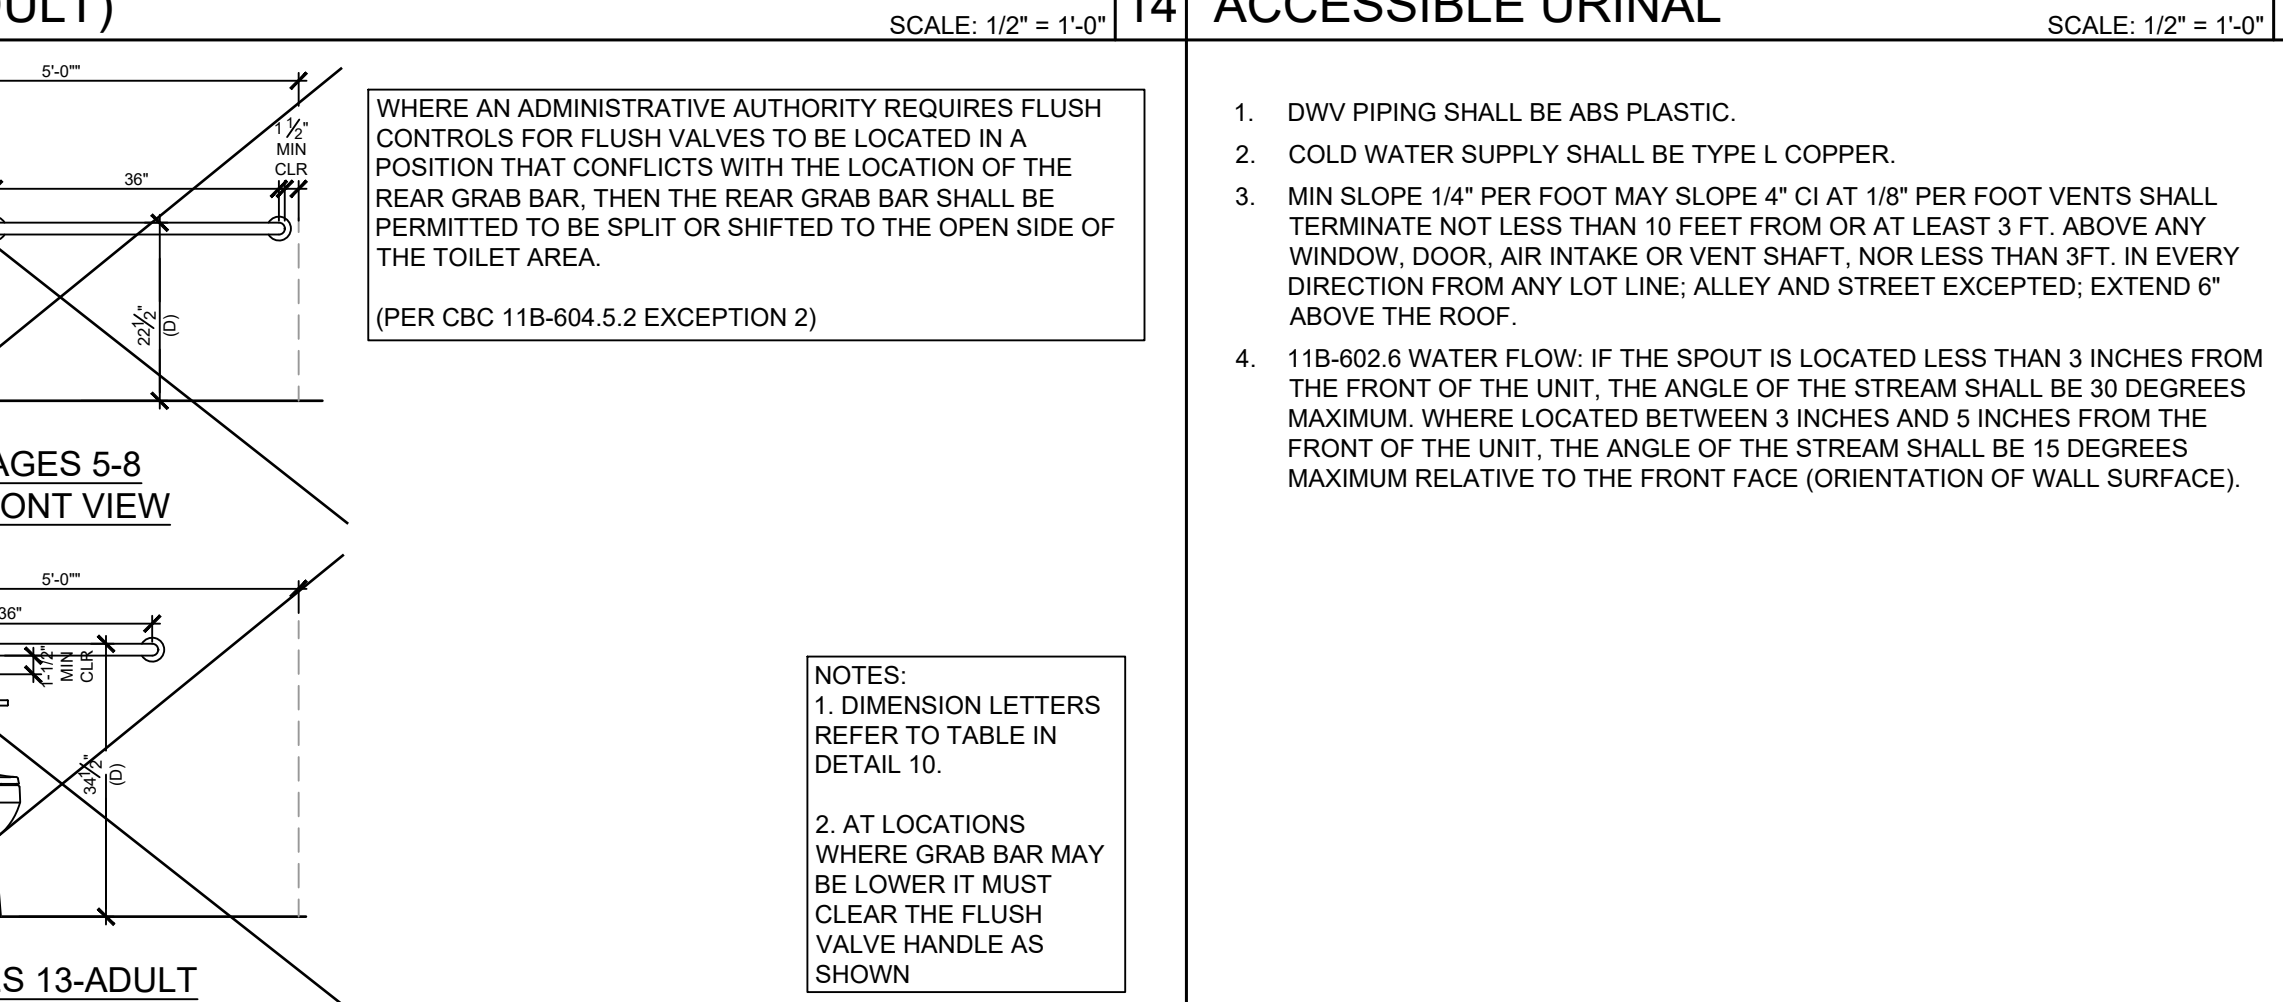 SCALE: 1/2" = 1'-0"
14
ACCESSIBLE URINAL
SCALE: 1/2" = 1'-0"
5'-0""
1 1/2"
MIN
CLR
36"
22 1/2"
(D)
AGES 5-8
WHERE AN ADMINISTRATIVE AUTHORITY REQUIRES FLUSH
CONTROLS FOR FLUSH VALVES TO BE LOCATED IN A
POSITION THAT CONFLICTS WITH THE LOCATION OF THE
REAR GRAB BAR, THEN THE REAR GRAB BAR SHALL BE
PERMITTED TO BE SPLIT OR SHIFTED TO THE OPEN SIDE OF
THE TOILET AREA.
(PER CBC 11B-604.5.2 EXCEPTION 2)
5'-0""
36"
1-1/2"
MIN
CLR
34 1/2"
(D)
13-ADULT
NOTES:
1. DIMENSION LETTERS
REFER TO TABLE IN
DETAIL 10.
2. AT LOCATIONS
WHERE GRAB BAR MAY
BE LOWER IT MUST
CLEAR THE FLUSH
VALVE HANDLE AS
SHOWN
1. DWV PIPING SHALL BE ABS PLASTIC.
2. COLD WATER SUPPLY SHALL BE TYPE L COPPER.
3. MIN SLOPE 1/4" PER FOOT MAY SLOPE 4" CI AT 1/8" PER FOOT VENTS SHALL
TERMINATE NOT LESS THAN 10 FEET FROM OR AT LEAST 3 FT. ABOVE ANY
WINDOW, DOOR, AIR INTAKE OR VENT SHAFT, NOR LESS THAN 3FT. IN EVERY
DIRECTION FROM ANY LOT LINE; ALLEY AND STREET EXCEPTED; EXTEND 6"
ABOVE THE ROOF.
4. 11B-602.6 WATER FLOW: IF THE SPOUT IS LOCATED LESS THAN 3 INCHES FROM
THE FRONT OF THE UNIT, THE ANGLE OF THE STREAM SHALL BE 30 DEGREES
MAXIMUM. WHERE LOCATED BETWEEN 3 INCHES AND 5 INCHES FROM THE
FRONT OF THE UNIT, THE ANGLE OF THE STREAM SHALL BE 15 DEGREES
MAXIMUM RELATIVE TO THE FRONT FACE (ORIENTATION OF WALL SURFACE).